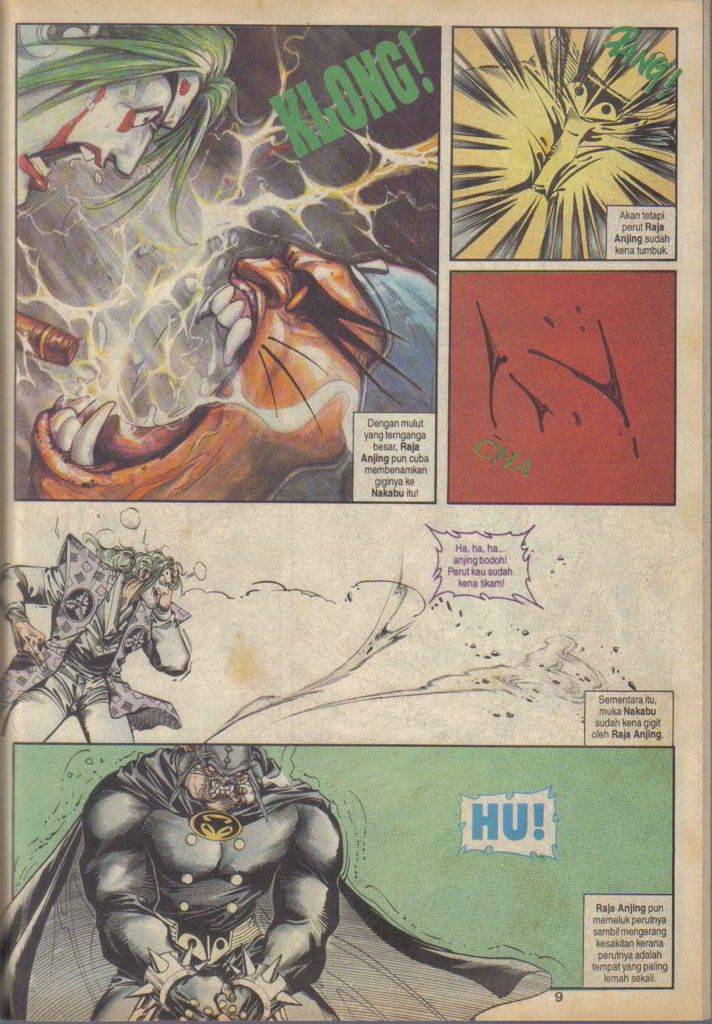 KLONG!
Dengan mulut
yang ternganga
besar, Raja
Anjing pun cuba
membenamkan
giginya ke
Nakabu itu!
PANG!!
Akan tetapi
perut Raja
Anjing sudah
kena tumbuk.
CHA
Ha, ha, ha...
anjing bodoh!
Perut kau sudah
kena tikam!
Sementara itu,
muka Nakabu
sudah kena gigit
oleh Raja Anjing.
HU!
Raja Anjing pun
memeluk perutnya
sambil mengerang
kesakitan kerana
perutnya adalah
tempat yang paling
lemah sekali.
9